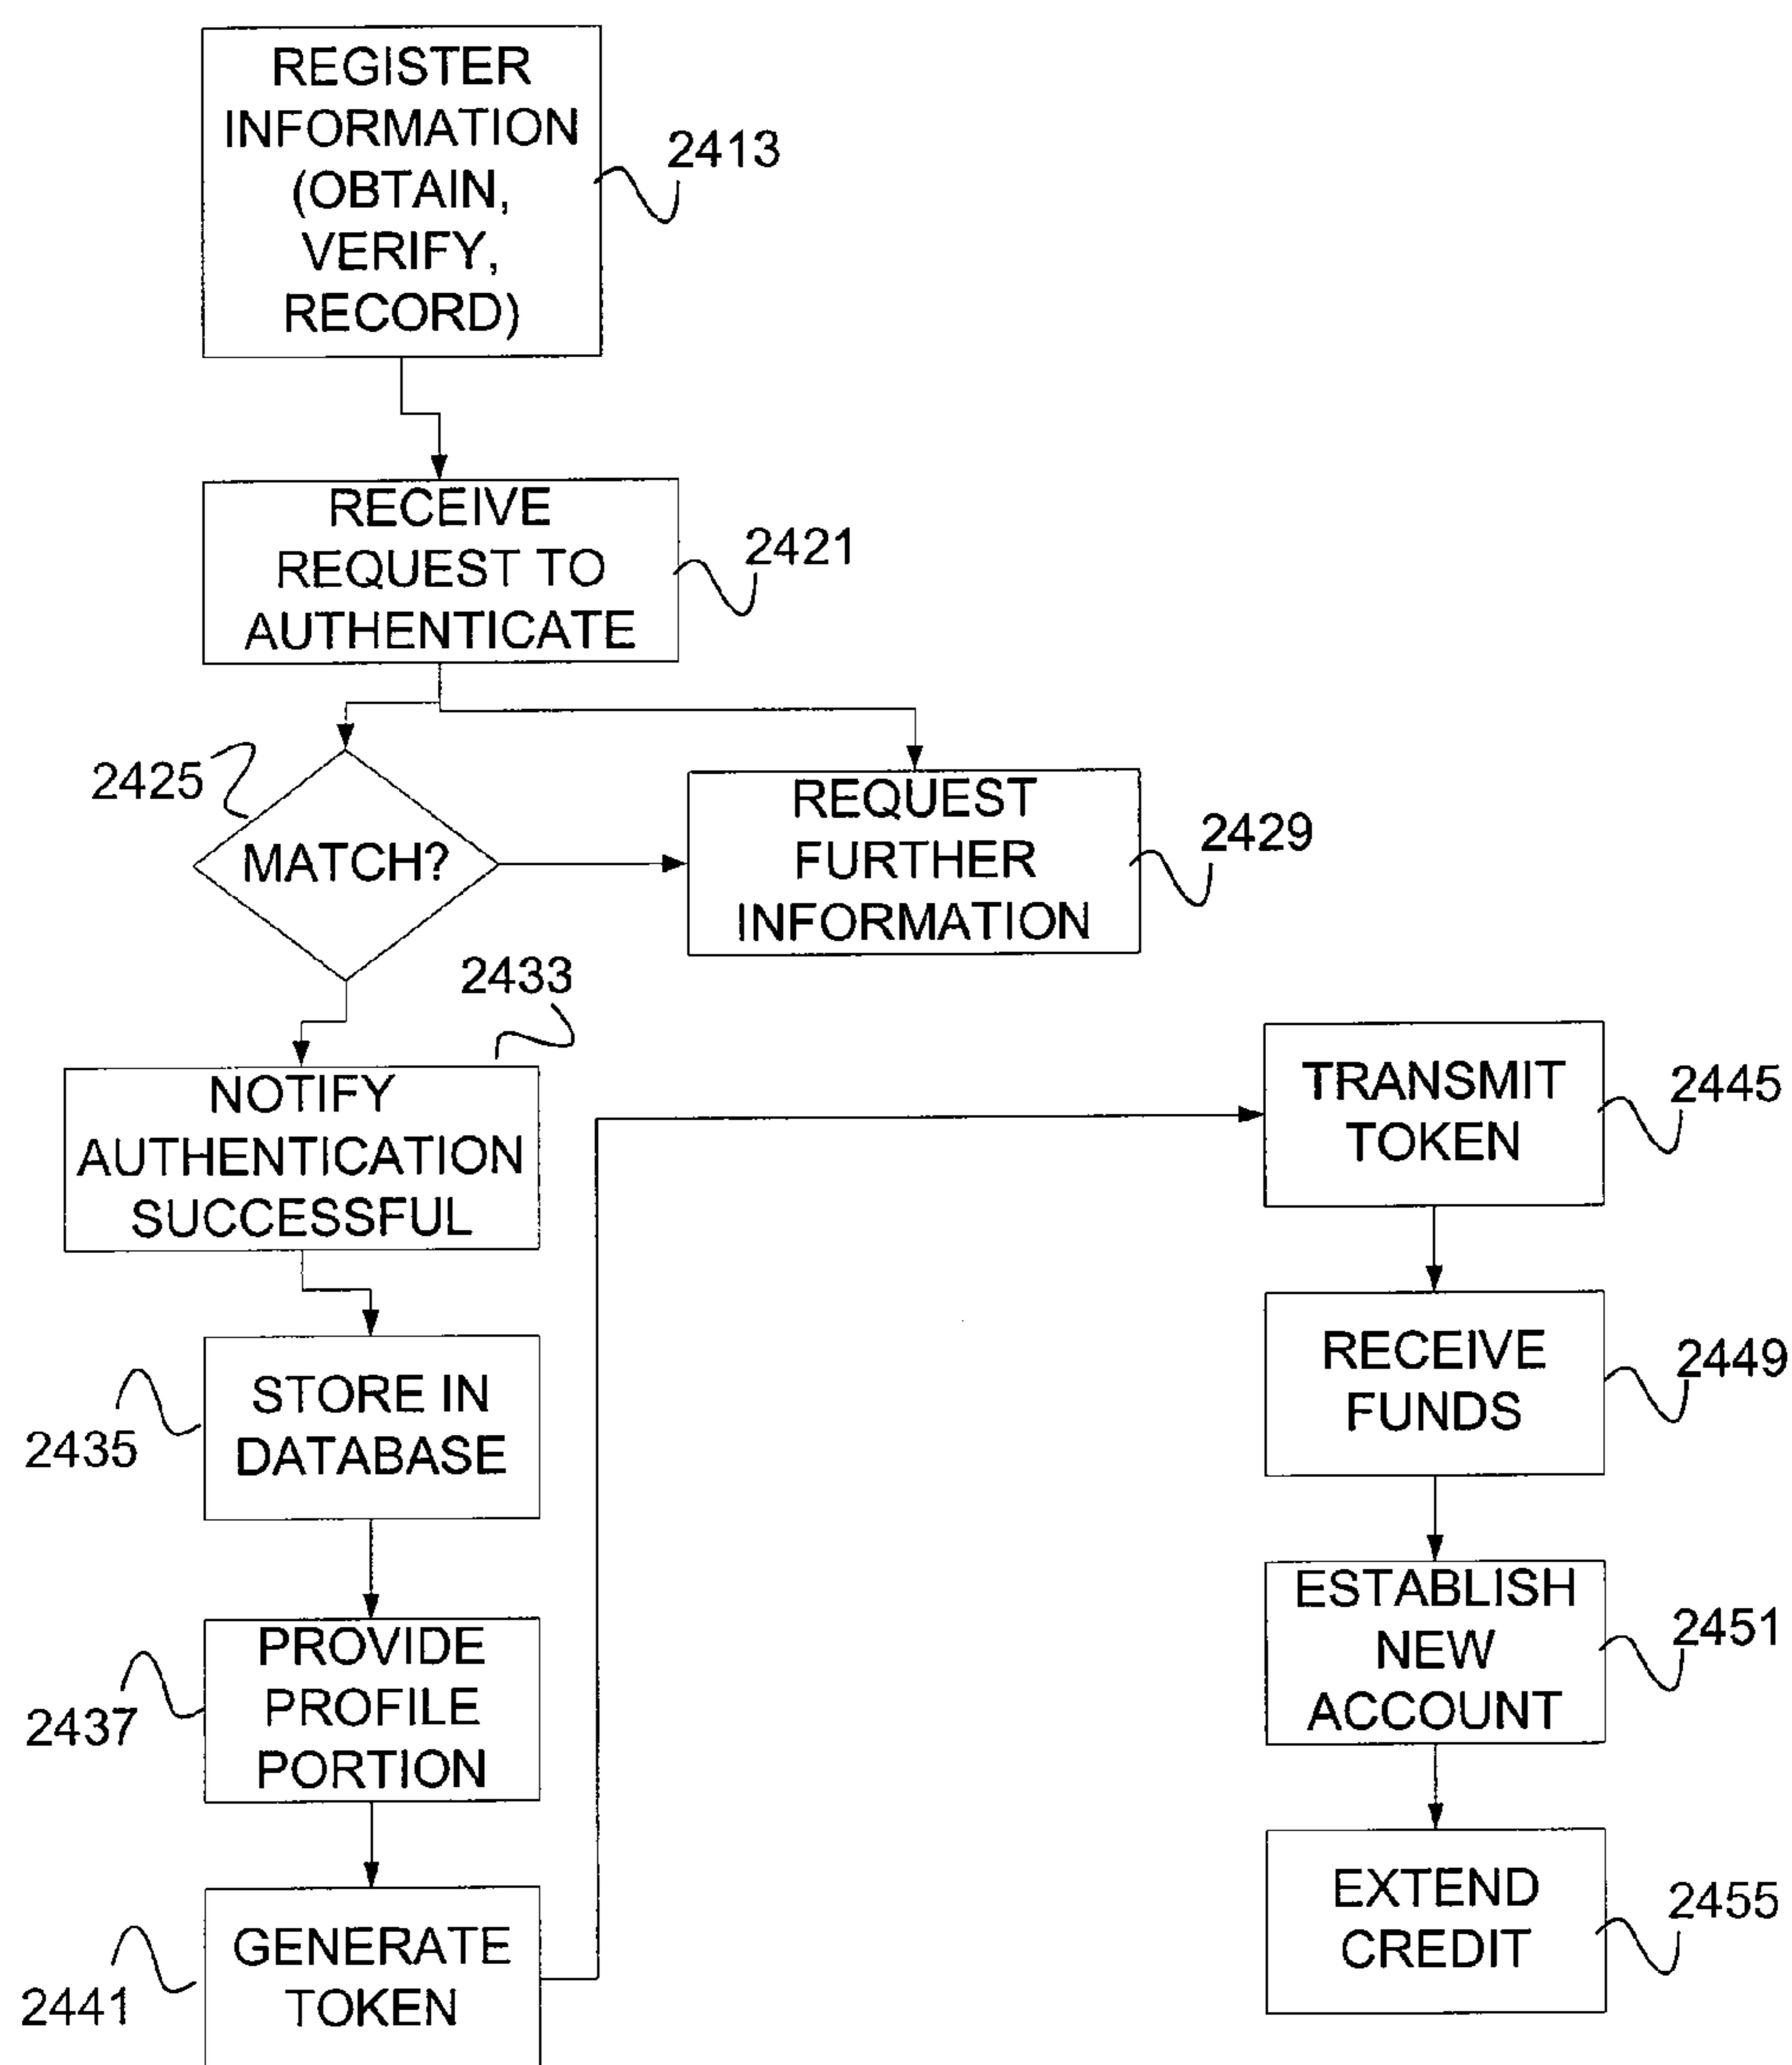 REGISTER
INFORMATION
(OBTAIN,
VERIFY,
RECORD)
2413
RECEIVE
REQUEST TO
AUTHENTICATE
2421
2425
MATCH?
REQUEST
FURTHER
INFORMATION
2429
2433
NOTIFY
AUTHENTICATION
SUCCESSFUL
STORE IN
DATABASE
2435
PROVIDE
PROFILE
PORTION
2437
GENERATE
TOKEN
2441
TRANSMIT
TOKEN
2445
RECEIVE
FUNDS
2449
ESTABLISH
NEW
ACCOUNT
2451
EXTEND
CREDIT
2455